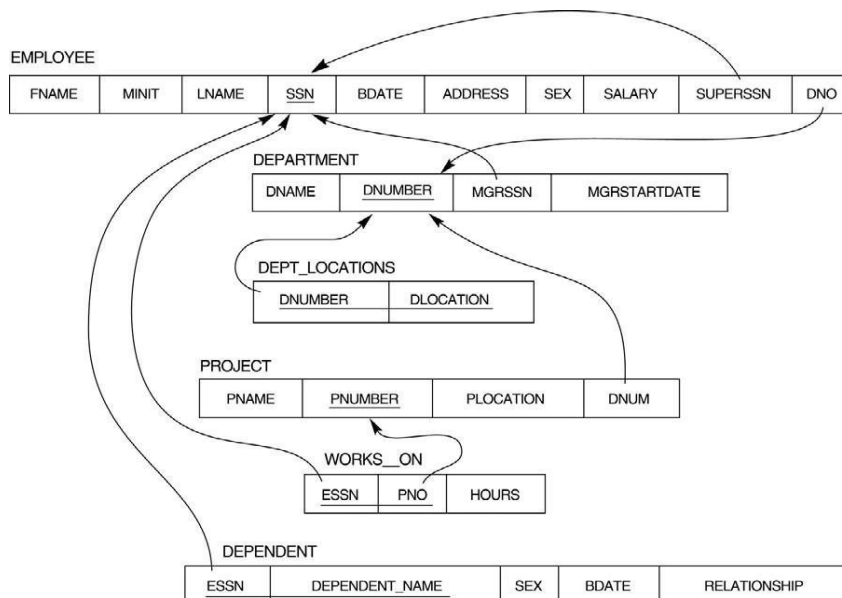 EMPLOYEE
FNAME MINIT LNAME SSN BDATE ADDRESS SEX SALARY SUPERSSN DNO
DEPARTMENT
DNAME DNUMBER MGRSSN MGRSTARTDATE
DEPT_LOCATIONS
DNUMBER DLOCATION
PROJECT
PNAME PNUMBER PLOCATION DNUM
WORKS__ON
ESSN PNO HOURS
DEPENDENT
ESSN DEPENDENT_NAME SEX BDATE RELATIONSHIP